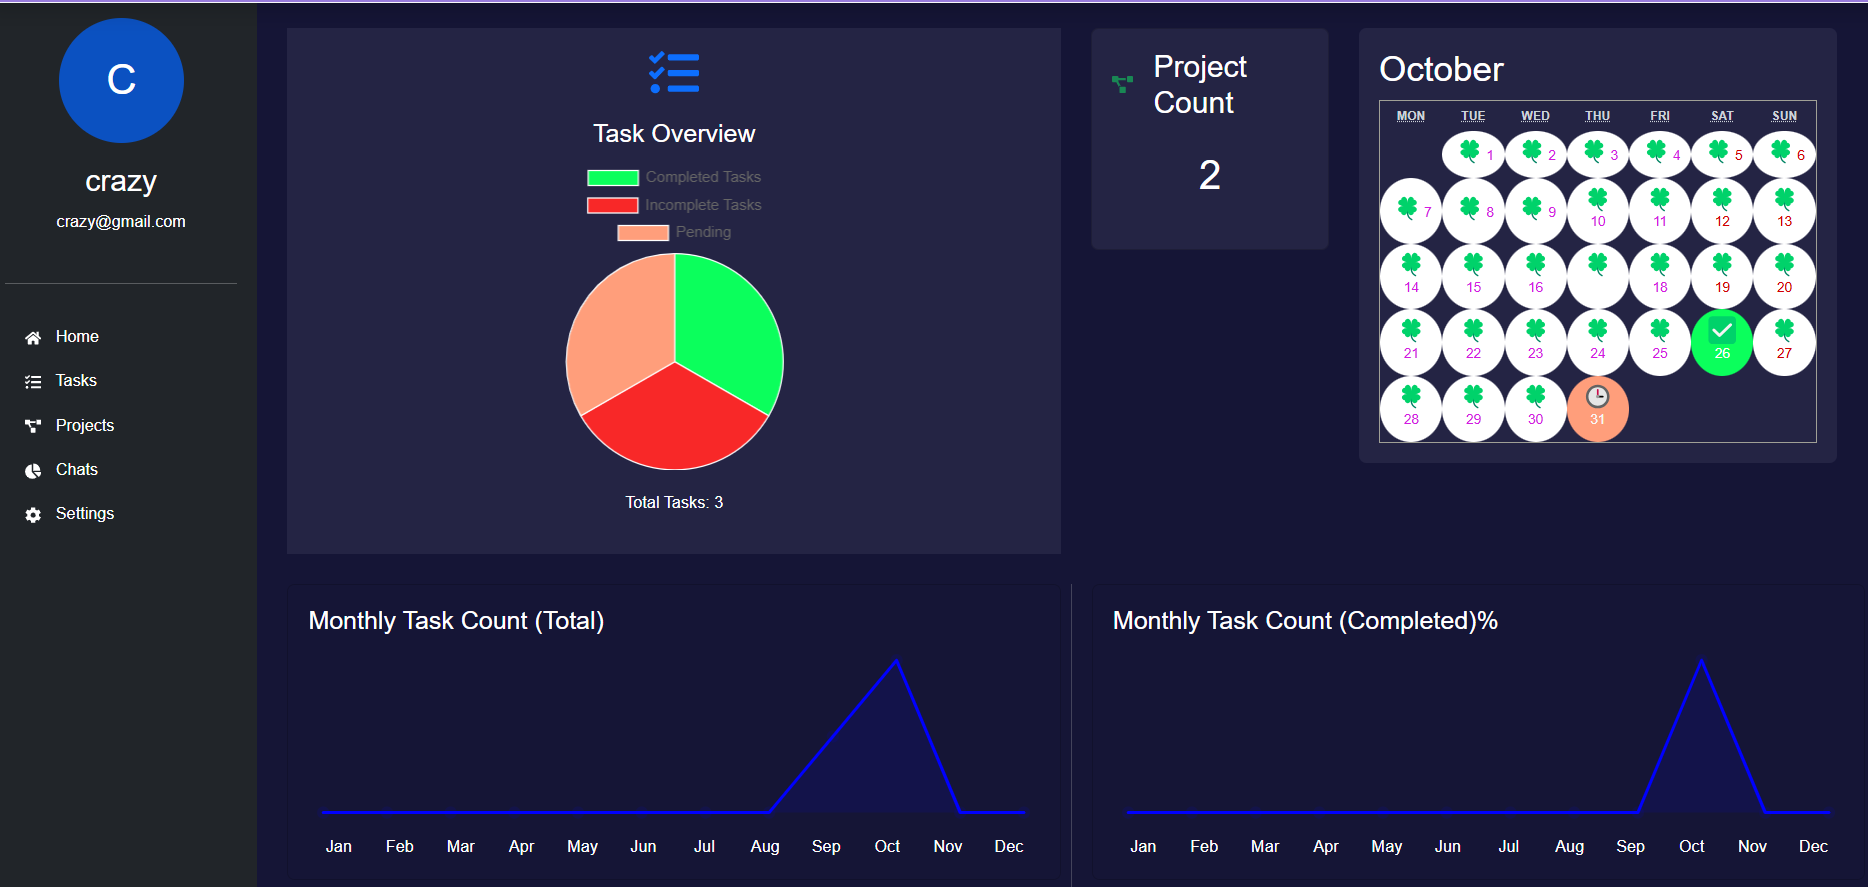 C
crazy
crazy@gmail.com
Home
Tasks
Projects
Chats
Settings
Task Overview
Completed Tasks
Incomplete Tasks
Pending
Total Tasks: 3
Project
Count
2
October
MON TUE WED THU FRI SAT SUN
1 2 3 4 5 6
7 8 9 10 11 12 13
14 15 16 18 19 20
21 22 23 24 25 26 27
28 29 30 31
Monthly Task Count (Total)
Jan Feb Mar Apr May Jun Jul Aug Sep Oct Nov Dec
Monthly Task Count (Completed)%
Jan Feb Mar Apr May Jun Jul Aug Sep Oct Nov Dec